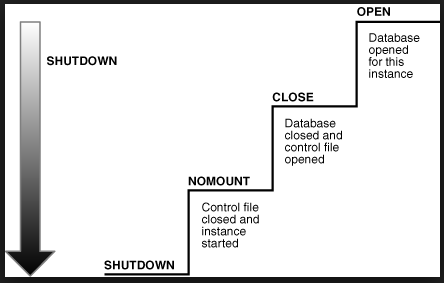 OPEN
Database
opened
for this
instance
SHUTDOWN
CLOSE
Database
closed and
control file
opened
NOMOUNT
Control file
closed and
instance
started
SHUTDOWN